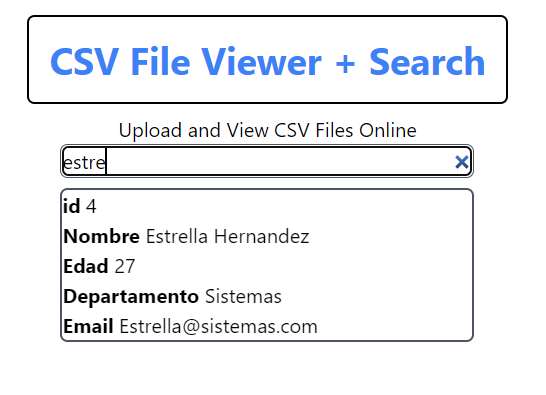 CSV File Viewer + Search
Upload and View CSV Files Online
estre
id 4
Nombre Estrella Hernandez
Edad 27
Departamento Sistemas
Email Estrella@sistemas.com